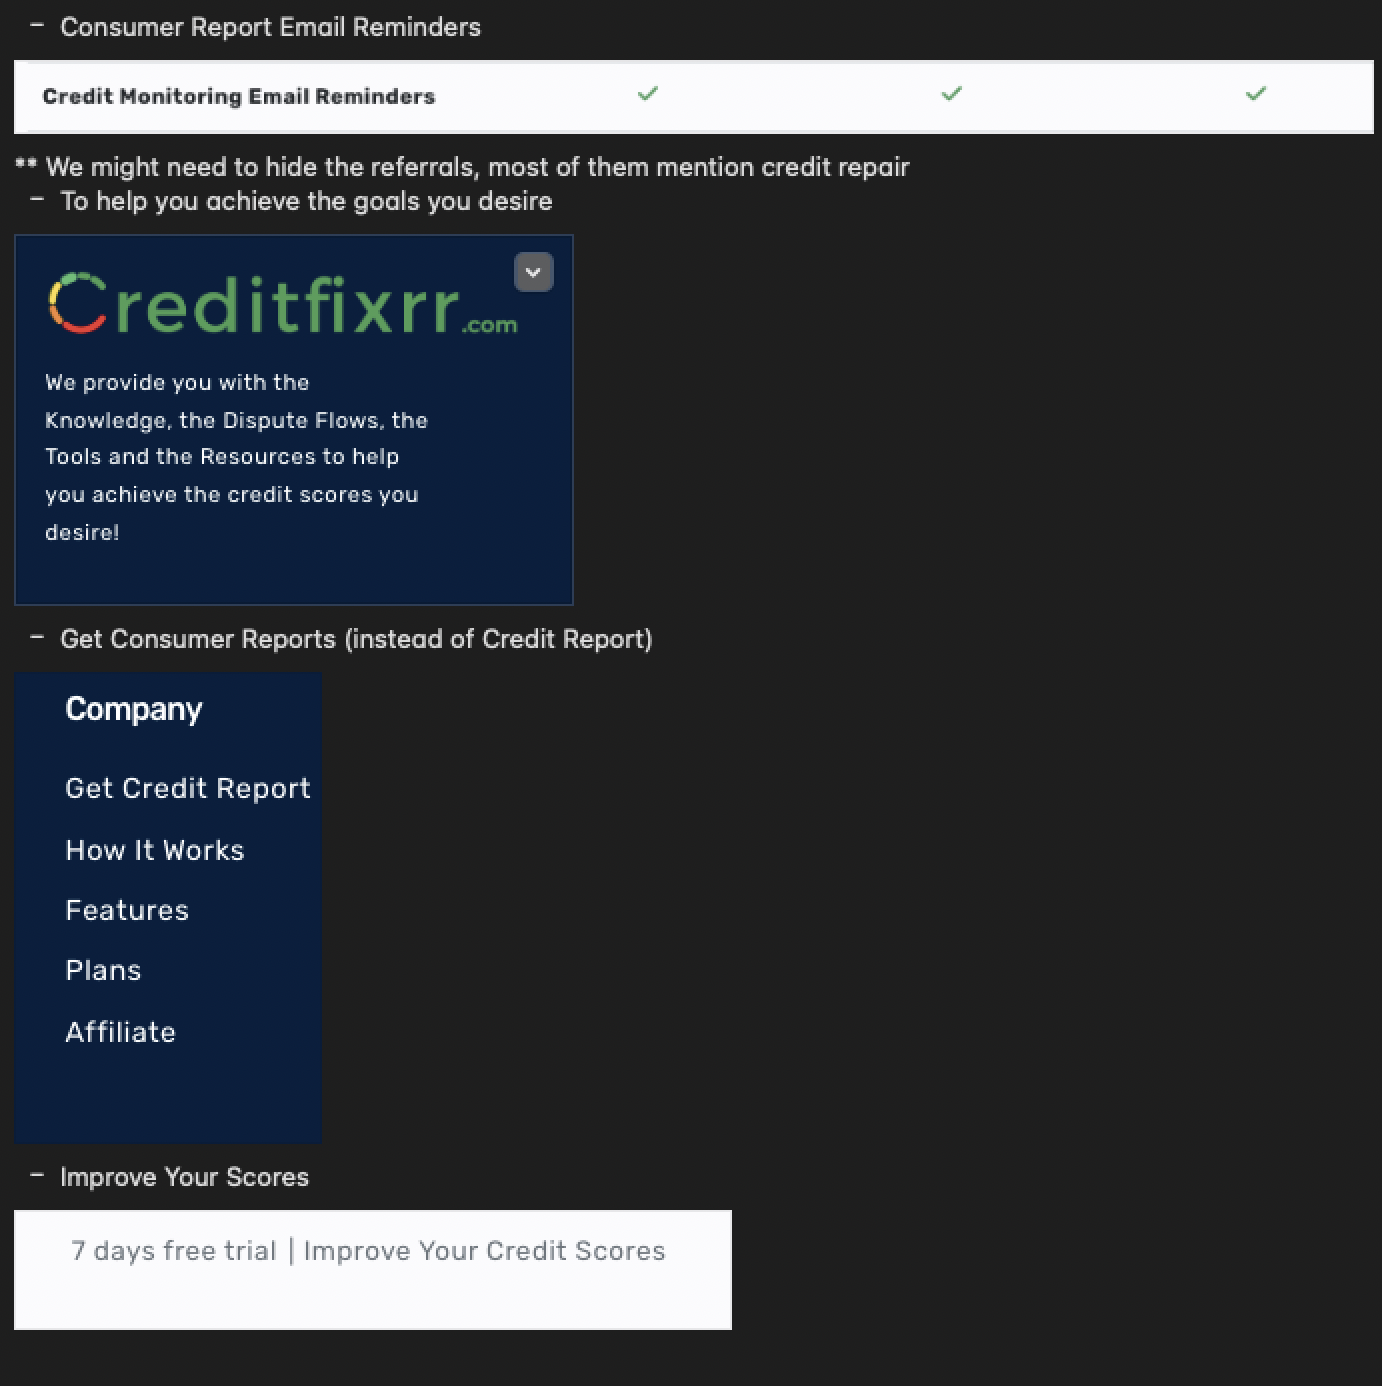 – Consumer Report Email Reminders
Credit Monitoring Email Reminders ✓ ✓ ✓
** We might need to hide the referrals, most of them mention credit repair
– To help you achieve the goals you desire
Creditfixrr.com
We provide you with the
Knowledge, the Dispute Flows, the
Tools and the Resources to help
you achieve the credit scores you
desire!
– Get Consumer Reports (instead of Credit Report)
Company
Get Credit Report
How It Works
Features
Plans
Affiliate
– Improve Your Scores
7 days free trial | Improve Your Credit Scores